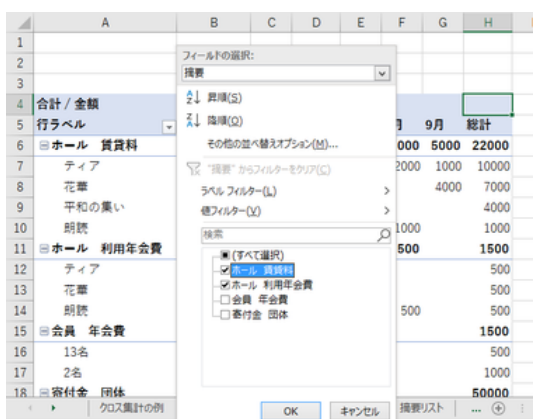 A B C D E F G H
1
2
3
4 合計 / 金額
5 行ラベル 月 9月 総計
6 ホール 賃貸料 000 5000 22000
7 ティア 2000 1000 10000
8 花華 4000 7000
9 平和の集い 4000
10 朗読 1000 1000
11 ホール 利用年会費 500 1500
12 ティア 500
13 花華 500
14 朗読 500 500
15 会員 年会費 1500
16 13名 500
17 2名 1000
18 寄付金 団体 50000
フィールドの選択:
摘要
昇順(S)
降順(O)
その他の並べ替えオプション(M)...
"摘要" からフィルターをクリア(C)
ラベル フィルター(L)
値フィルター(V)
検索
(すべて選択)
ホール 賃貸料
ホール 利用年会費
会員 年会費
寄付金 団体
OK キャンセル
クロス集計の例 摘要リスト ...